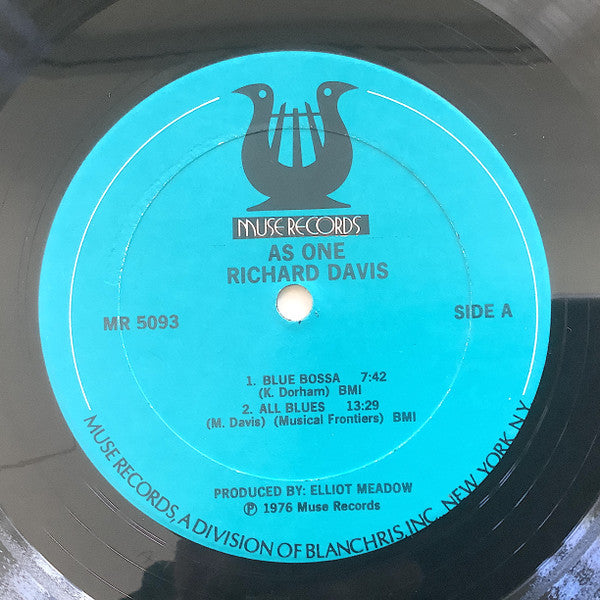 MUSE RECORDS
AS ONE
RICHARD DAVIS
MR 5093
SIDE A
1. BLUE BOSSA 7:42
(K. Dorham) BMI
2. ALL BLUES 13:29
(M. Davis) (Musical Frontiers) BMI
PRODUCED BY: ELLIOT MEADOW
℗ 1976 Muse Records
MUSE RECORDS, A DIVISION OF BLANCHRIS, INC. NEW YORK, N.Y.